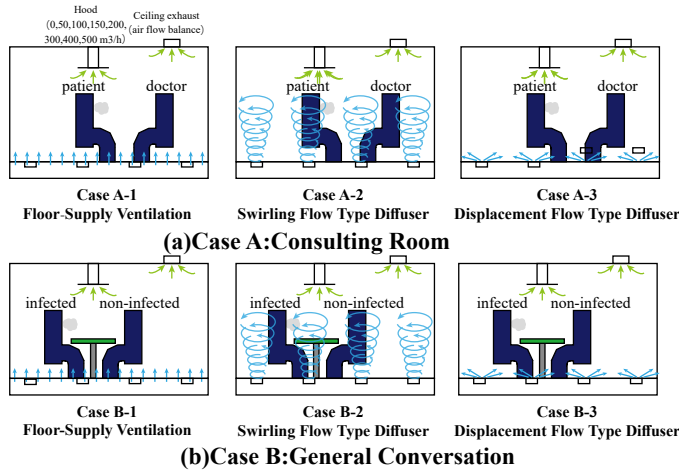 Hood
(0,50,100,150,200,
300,400,500 m3/h)
Ceiling exhaust
(air flow balance)
patient
doctor
patient
doctor
patient
doctor
Case A-1
Floor-Supply Ventilation
Case A-2
Swirling Flow Type Diffuser
Case A-3
Displacement Flow Type Diffuser
(a)Case A:Consulting Room
infected
non-infected
infected
non-infected
infected
non-infected
Case B-1
Floor-Supply Ventilation
Case B-2
Swirling Flow Type Diffuser
Case B-3
Displacement Flow Type Diffuser
(b)Case B:General Conversation